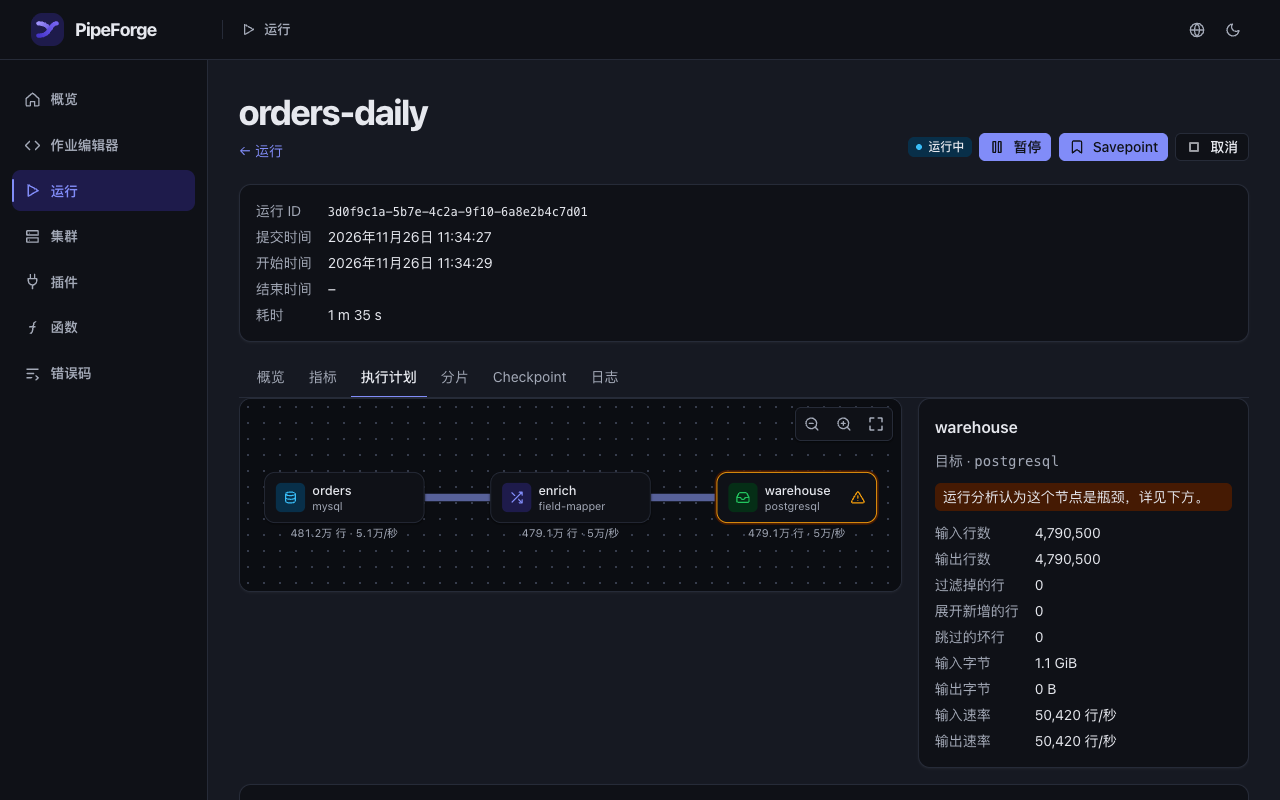 PipeForge
运行
概览
作业编辑器
运行
集群
插件
函数
错误码
orders-daily
← 运行
运行中
暂停
Savepoint
取消
运行 ID 3d0f9c1a-5b7e-4c2a-9f10-6a8e2b4c7d01
提交时间 2026年11月26日 11:34:27
开始时间 2026年11月26日 11:34:29
结束时间 –
耗时 1 m 35 s
概览 指标 执行计划 分片 Checkpoint 日志
orders
mysql
481.2万 行 · 5.1万/秒
enrich
field-mapper
479.1万 行 · 5万/秒
warehouse
postgresql
479.1万 行 · 5万/秒
warehouse
目标 · postgresql
运行分析认为这个节点是瓶颈，详见下方。
输入行数 4,790,500
输出行数 4,790,500
过滤掉的行 0
展开新增的行 0
跳过的坏行 0
输入字节 1.1 GiB
输出字节 0 B
输入速率 50,420 行/秒
输出速率 50,420 行/秒